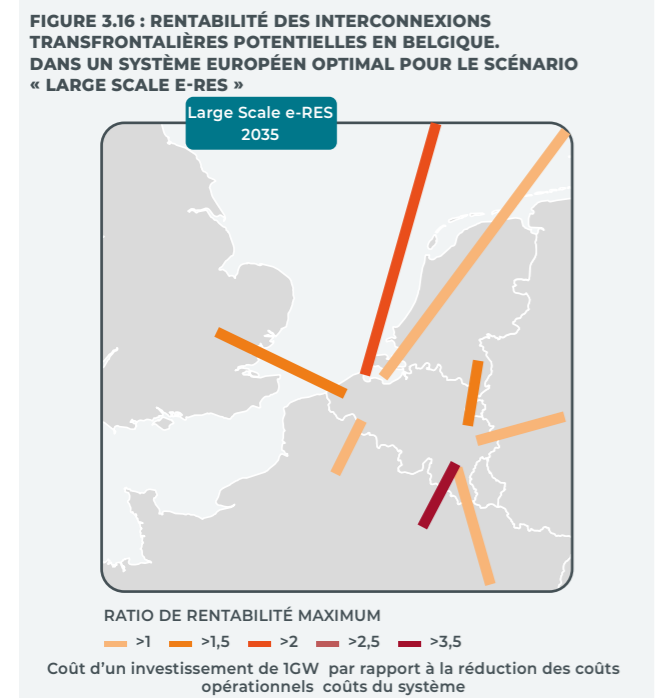 FIGURE 3.16 : RENTABILITÉ DES INTERCONNEXIONS
TRANSFRONTALIÈRES POTENTIELLES EN BELGIQUE.
DANS UN SYSTÈME EUROPÉEN OPTIMAL POUR LE SCÉNARIO
« LARGE SCALE E-RES »
Large Scale e-RES
2035
RATIO DE RENTABILITÉ MAXIMUM
>1 >1,5 >2 >2,5 >3,5
Coût d’un investissement de 1GW par rapport à la réduction des coûts
opérationnels coûts du système